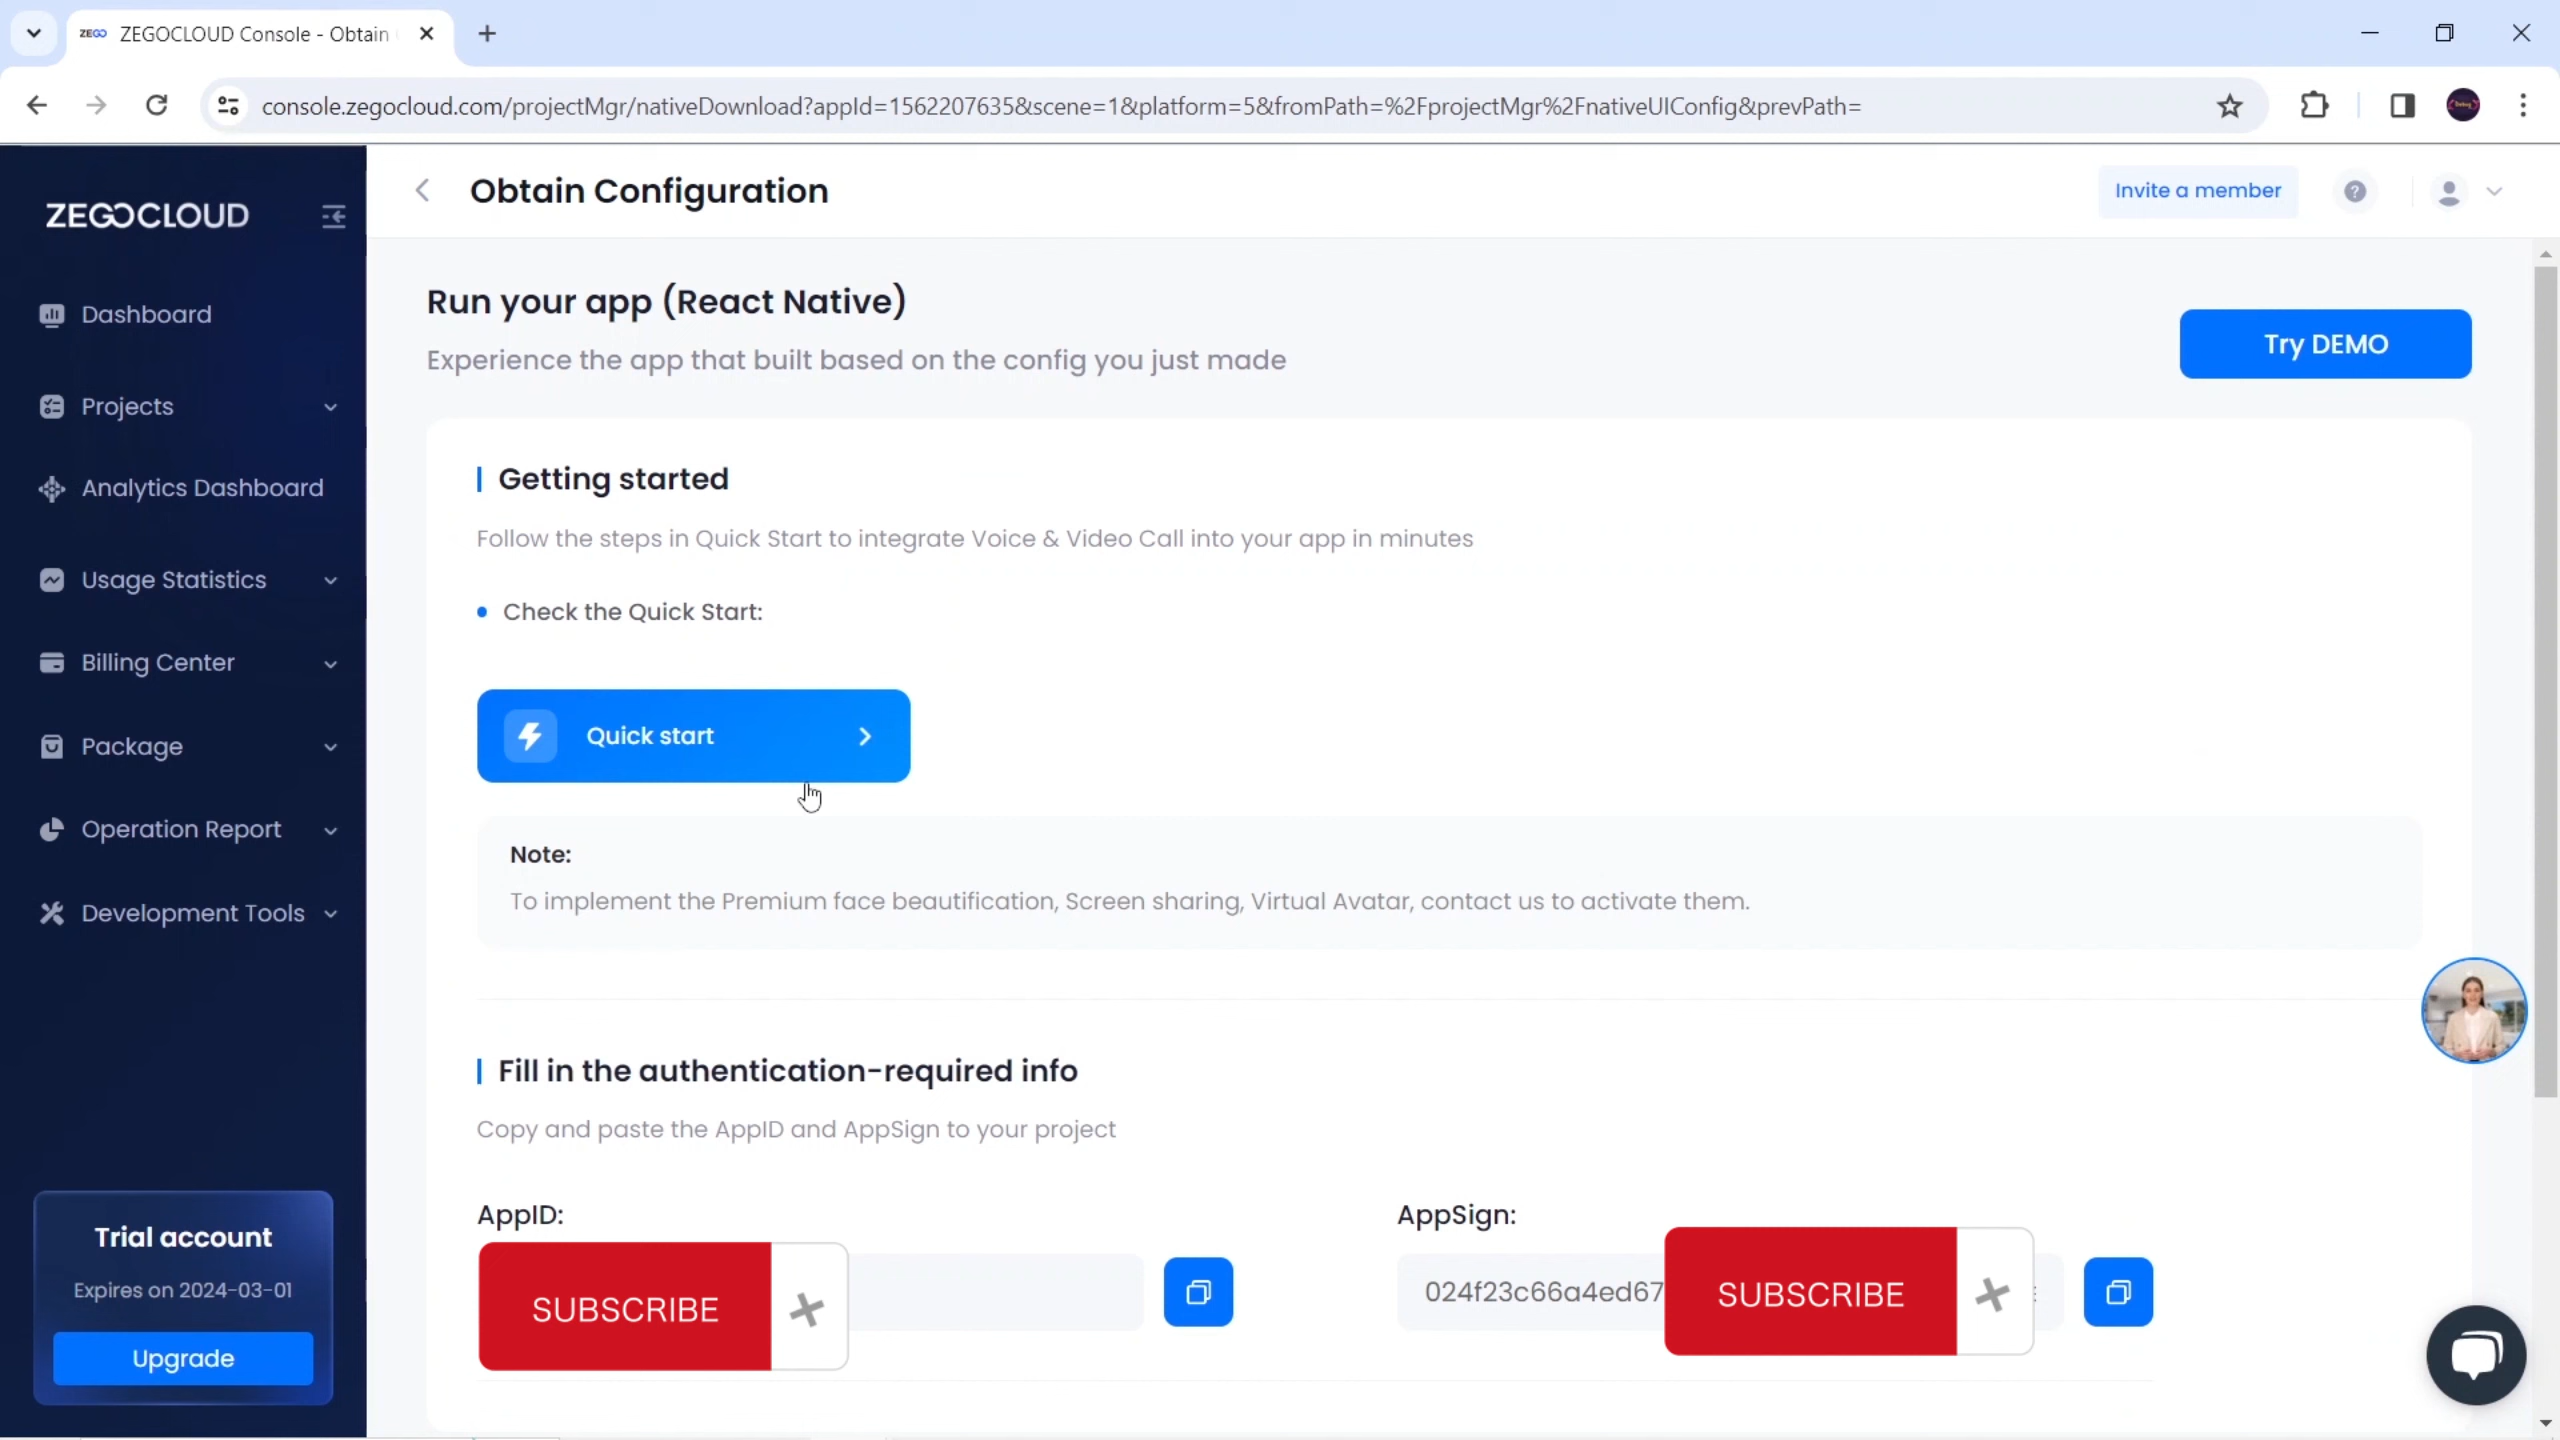 ZEGO ZEGOCLOUD Console - Obtain
console.zegocloud.com/projectMgr/nativeDownload?appId=1562207635&scene=1&platform=5&fromPath=%2FprojectMgr%2FnativeUIConfig&prevPath=
ZEGOCLOUD
Obtain Configuration
Invite a member
Dashboard
Projects
Analytics Dashboard
Usage Statistics
Billing Center
Package
Operation Report
Development Tools
Trial account
Expires on 2024-03-01
Upgrade
Run your app (React Native)
Experience the app that built based on the config you just made
Try DEMO
Getting started
Follow the steps in Quick Start to integrate Voice & Video Call into your app in minutes
Check the Quick Start:
Quick start
Note:
To implement the Premium face beautification, Screen sharing, Virtual Avatar, contact us to activate them.
Fill in the authentication-required info
Copy and paste the AppID and AppSign to your project
AppID:
SUBSCRIBE
AppSign:
024f23c66a4ed67
SUBSCRIBE